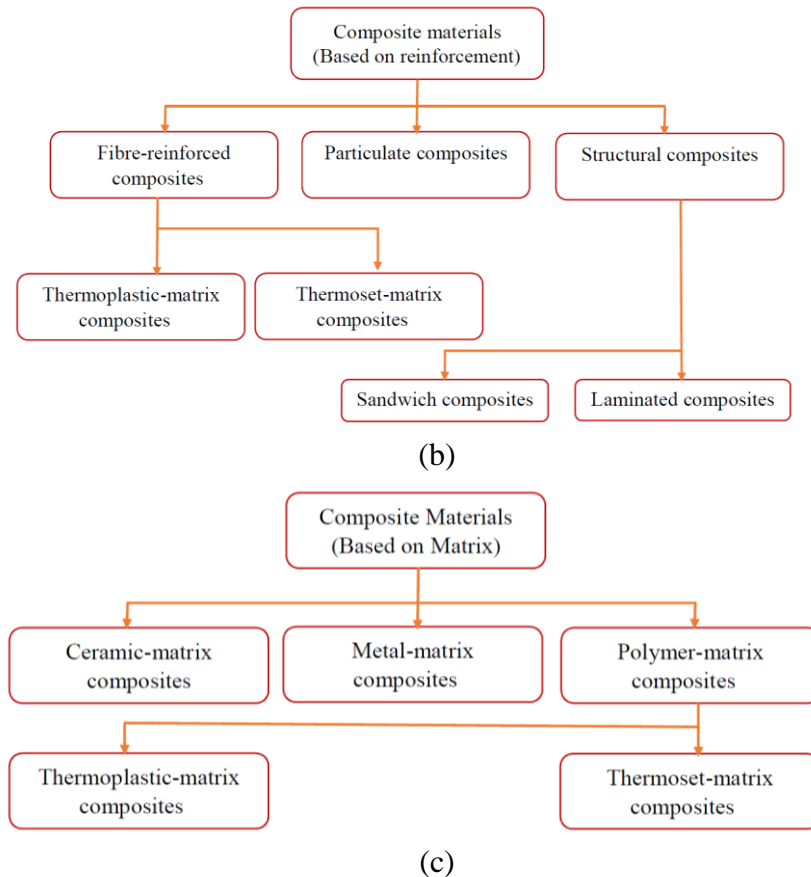 Composite materials
(Based on reinforcement)
Fibre-reinforced
composites
Particulate composites
Structural composites
Thermoplastic-matrix
composites
Thermoset-matrix
composites
Sandwich composites
Laminated composites
(b)
Composite Materials
(Based on Matrix)
Ceramic-matrix
composites
Metal-matrix
composites
Polymer-matrix
composites
Thermoplastic-matrix
composites
Thermoset-matrix
composites
(c)